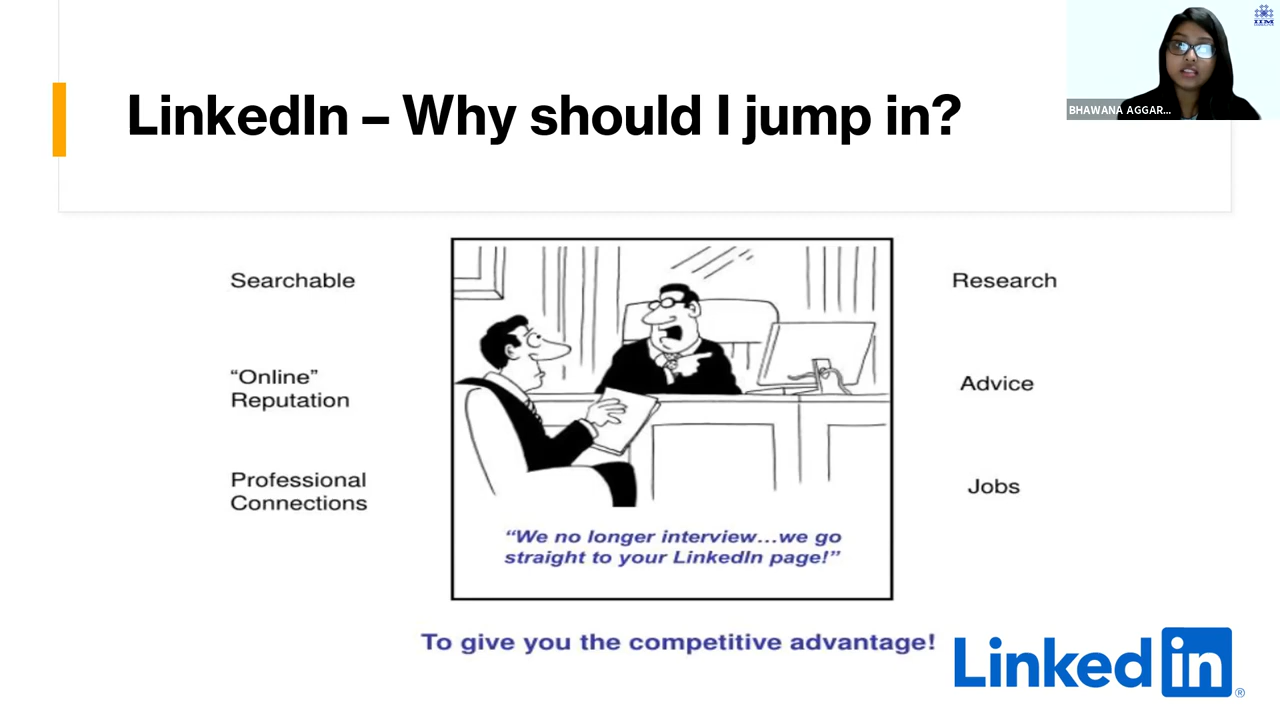 LinkedIn – Why should I jump in?
BHAWANA AGGAR...
IIM
Searchable
“Online”
Reputation
Professional
Connections
“We no longer interview...we go
straight to your LinkedIn page!”
Research
Advice
Jobs
To give you the competitive advantage!
Linkedin®